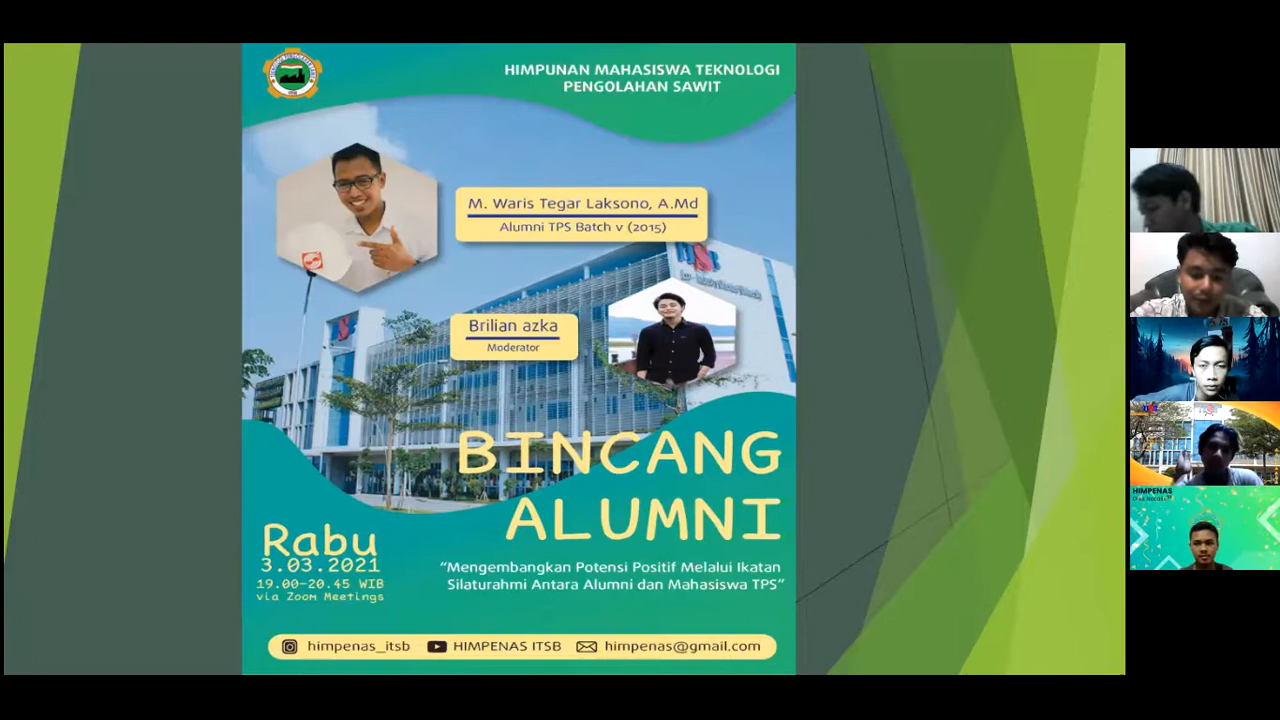 HIMPUNAN MAHASISWA TEKNOLOGI
PENGOLAHAN SAWIT
M. Waris Tegar Laksono, A.Md
Alumni TPS Batch v (2015)
Brilian azka
Moderator
BINCANG
ALUMNI
Rabu
3.03.2021
19.00-20.45 WIB
via Zoom Meetings
"Mengembangkan Potensi Positif Melalui Ikatan
Silaturahmi Antara Alumni dan Mahasiswa TPS"
himpenas_itsb
HIMPENAS ITSB
himpenas@gmail.com
HIMPENAS